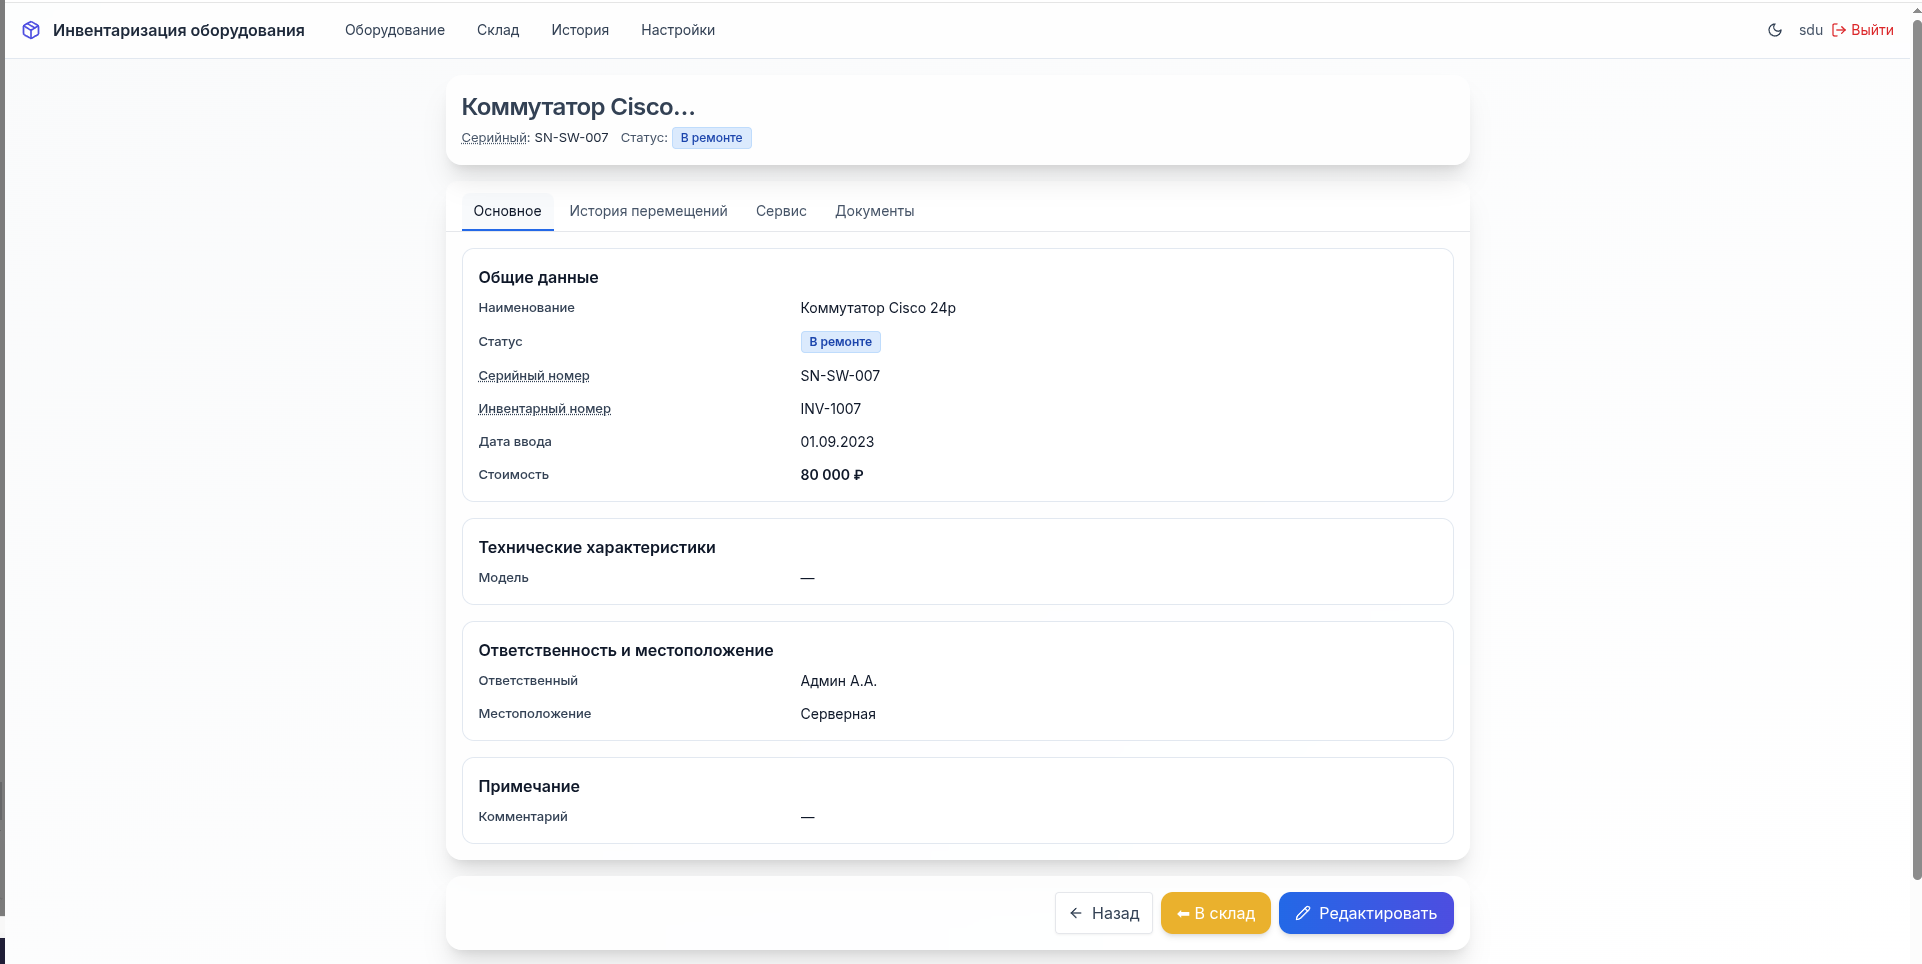 Инвентаризация оборудования Оборудование Склад История Настройки sdu Выйти
Коммутатор Cisco...
Серийный: SN-SW-007 Статус: В ремонте
Основное История перемещений Сервис Документы
Общие данные
Наименование Коммутатор Cisco 24p
Статус В ремонте
Серийный номер SN-SW-007
Инвентарный номер INV-1007
Дата ввода 01.09.2023
Стоимость 80 000 ₽
Технические характеристики
Модель —
Ответственность и местоположение
Ответственный Админ А.А.
Местоположение Серверная
Примечание
Комментарий —
Назад ⬅ В склад Редактировать